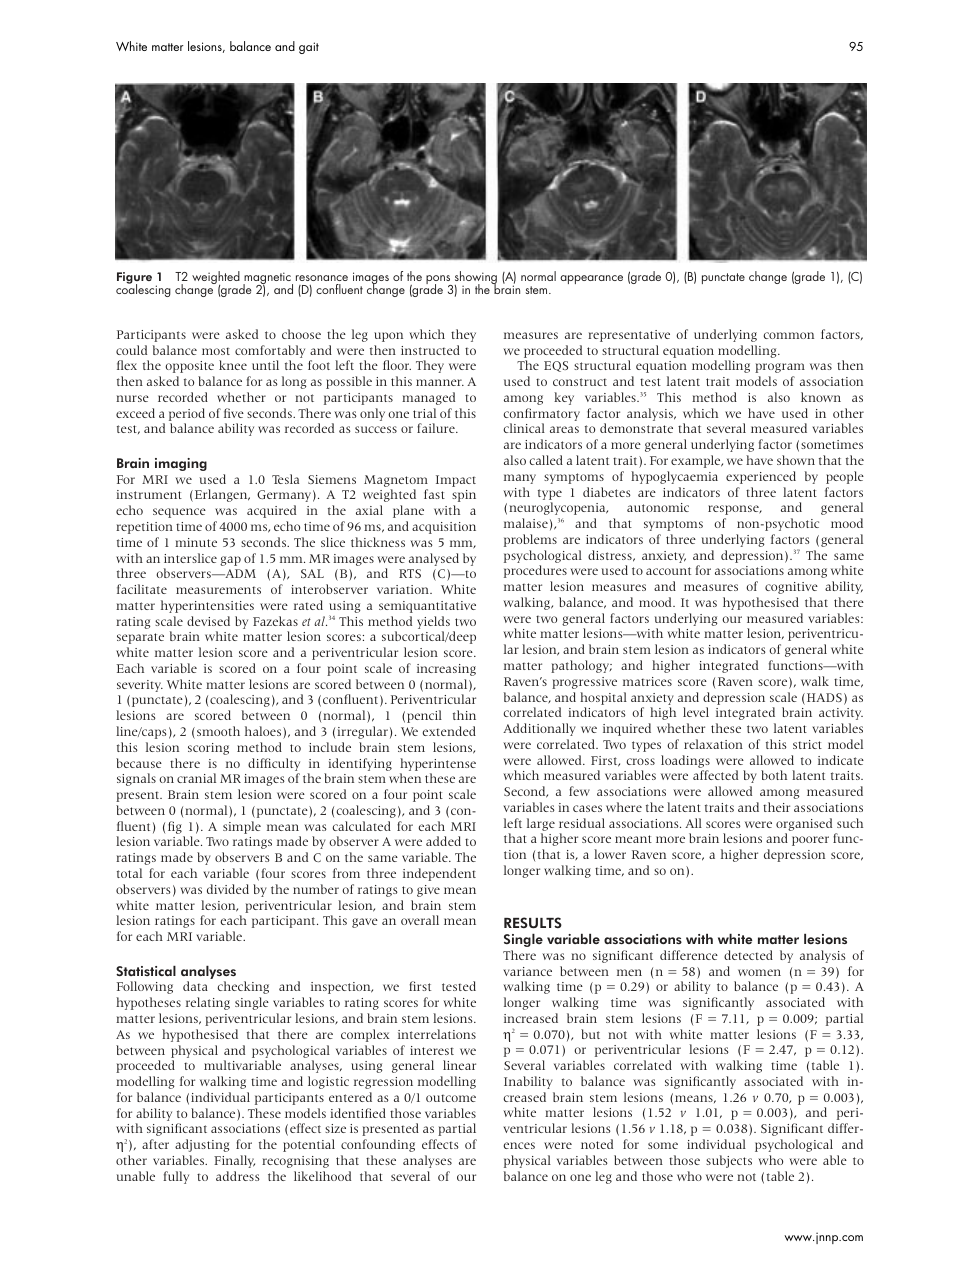 White matter lesions, balance and gait
95
A
B
C
D
Figure 1 T2 weighted magnetic resonance images of the pons showing (A) normal appearance (grade 0), (B) punctate change (grade 1), (C)
coalescing change (grade 2), and (D) confluent change (grade 3) in the brain stem.
Participants were asked to choose the leg upon which they
could balance most comfortably and were then instructed to
flex the opposite knee until the foot left the floor. They were
then asked to balance for as long as possible in this manner. A
nurse recorded whether or not participants managed to
exceed a period of five seconds. There was only one trial of this
test, and balance ability was recorded as success or failure.
Brain imaging
For MRI we used a 1.0 Tesla Siemens Magnetom Impact
instrument (Erlangen, Germany). A T2 weighted fast spin
echo sequence was acquired in the axial plane with a
repetition time of 4000 ms, echo time of 96 ms, and acquisition
time of 1 minute 53 seconds. The slice thickness was 5 mm,
with an interslice gap of 1.5 mm. MR images were analysed by
three observers—ADM (A), SAL (B), and RTS (C)—to
facilitate measurements of interobserver variation. White
matter hyperintensities were rated using a semiquantitative
rating scale devised by Fazekas et al.34 This method yields two
separate brain white matter lesion scores: a subcortical/deep
white matter lesion score and a periventricular lesion score.
Each variable is scored on a four point scale of increasing
severity. White matter lesions are scored between 0 (normal),
1 (punctate), 2 (coalescing), and 3 (confluent). Periventricular
lesions are scored between 0 (normal), 1 (pencil thin
line/caps), 2 (smooth haloes), and 3 (irregular). We extended
this lesion scoring method to include brain stem lesions,
because there is no difficulty in identifying hyperintense
signals on cranial MR images of the brain stem when these are
present. Brain stem lesion were scored on a four point scale
between 0 (normal), 1 (punctate), 2 (coalescing), and 3 (con-
fluent) (fig 1). A simple mean was calculated for each MRI
lesion variable. Two ratings made by observer A were added to
ratings made by observers B and C on the same variable. The
total for each variable (four scores from three independent
observers) was divided by the number of ratings to give mean
white matter lesion, periventricular lesion, and brain stem
lesion ratings for each participant. This gave an overall mean
for each MRI variable.
Statistical analyses
Following data checking and inspection, we first tested
hypotheses relating single variables to rating scores for white
matter lesions, periventricular lesions, and brain stem lesions.
As we hypothesised that there are complex interrelations
between physical and psychological variables of interest we
proceeded to multivariable analyses, using general linear
modelling for walking time and logistic regression modelling
for balance (individual participants entered as a 0/1 outcome
for ability to balance). These models identified those variables
with significant associations (effect size is presented as partial
η²), after adjusting for the potential confounding effects of
other variables. Finally, recognising that these analyses are
unable fully to address the likelihood that several of our
measures are representative of underlying common factors,
we proceeded to structural equation modelling.
The EQS structural equation modelling program was then
used to construct and test latent trait models of association
among key variables.35 This method is also known as
confirmatory factor analysis, which we have used in other
clinical areas to demonstrate that several measured variables
are indicators of a more general underlying factor (sometimes
also called a latent trait). For example, we have shown that the
many symptoms of hypoglycaemia experienced by people
with type 1 diabetes are indicators of three latent factors
(neuroglycopenia, autonomic response, and general
malaise),36 and that symptoms of non-psychotic mood
problems are indicators of three underlying factors (general
psychological distress, anxiety, and depression).37 The same
procedures were used to account for associations among white
matter lesion measures and measures of cognitive ability,
walking, balance, and mood. It was hypothesised that there
were two general factors underlying our measured variables:
white matter lesions—with white matter lesion, periventricu-
lar lesion, and brain stem lesion as indicators of general white
matter pathology; and higher integrated functions—with
Raven's progressive matrices score (Raven score), walk time,
balance, and hospital anxiety and depression scale (HADS) as
correlated indicators of high level integrated brain activity.
Additionally we inquired whether these two latent variables
were correlated. Two types of relaxation of this strict model
were allowed. First, cross loadings were allowed to indicate
which measured variables were affected by both latent traits.
Second, a few associations were allowed among measured
variables in cases where the latent traits and their associations
left large residual associations. All scores were organised such
that a higher score meant more brain lesions and poorer func-
tion (that is, a lower Raven score, a higher depression score,
longer walking time, and so on).
RESULTS
Single variable associations with white matter lesions
There was no significant difference detected by analysis of
variance between men (n = 58) and women (n = 39) for
walking time (p = 0.29) or ability to balance (p = 0.43). A
longer walking time was significantly associated with
increased brain stem lesions (F = 7.11, p = 0.009; partial
η² = 0.070), but not with white matter lesions (F = 3.33,
p = 0.071) or periventricular lesions (F = 2.47, p = 0.12).
Several variables correlated with walking time (table 1).
Inability to balance was significantly associated with in-
creased brain stem lesions (means, 1.26 v 0.70, p = 0.003),
white matter lesions (1.52 v 1.01, p = 0.003), and peri-
ventricular lesions (1.56 v 1.18, p = 0.038). Significant differ-
ences were noted for some individual psychological and
physical variables between those subjects who were able to
balance on one leg and those who were not (table 2).
www.jnnp.com